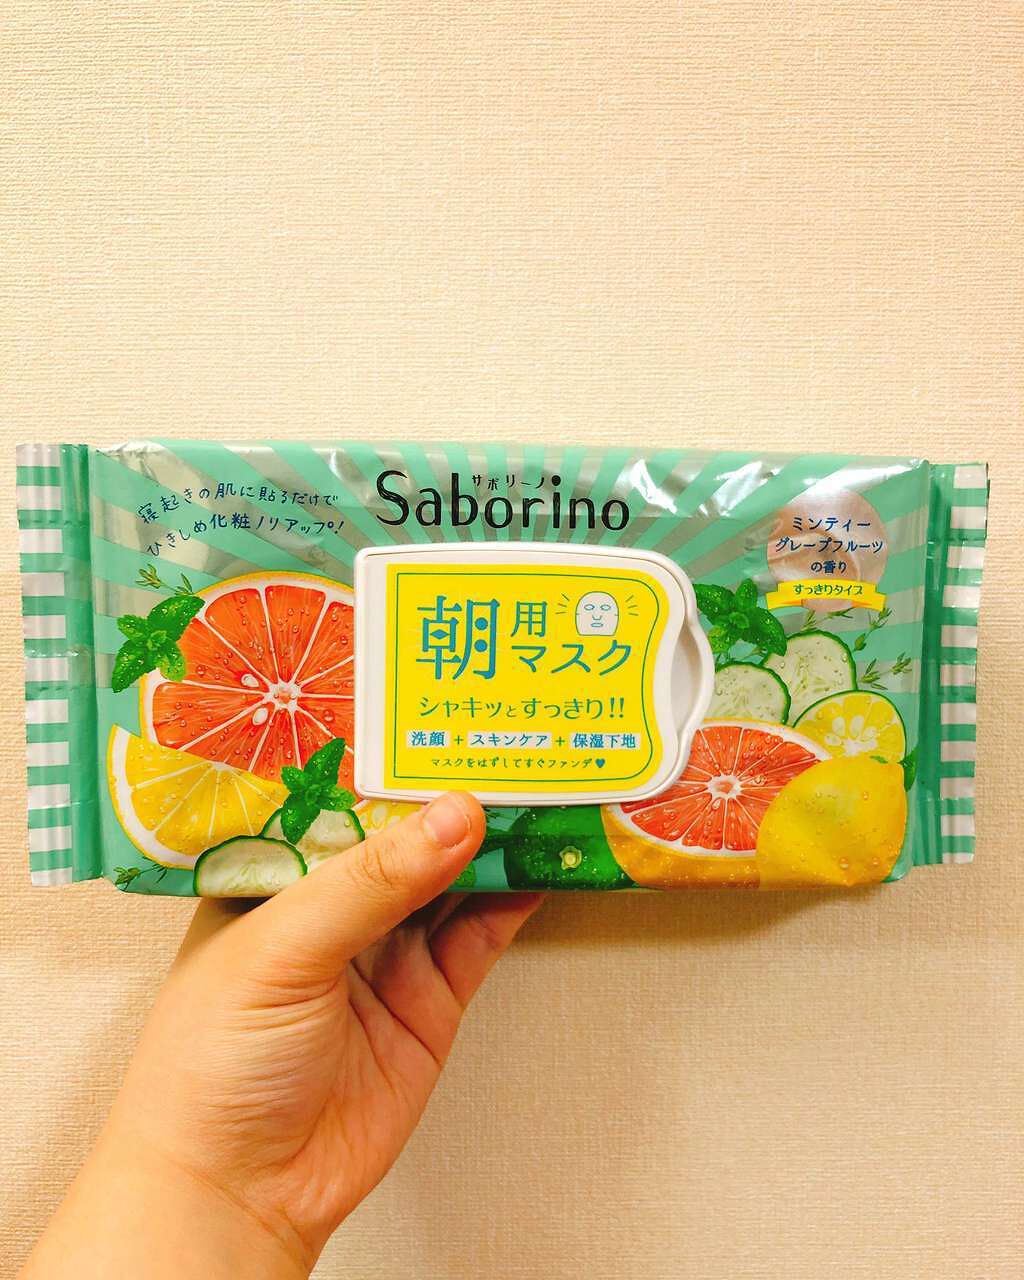 寝起きの肌に貼るだけで
ひきしめ化粧ノリアップ!
サボリーノ
Saborino
ミンティー
グレープフルーツ
の香り
すっきりタイプ
朝用
マスク
シャキッとすっきり!!
洗顔 + スキンケア + 保湿下地
マスクをはずしてすぐファンデ♥